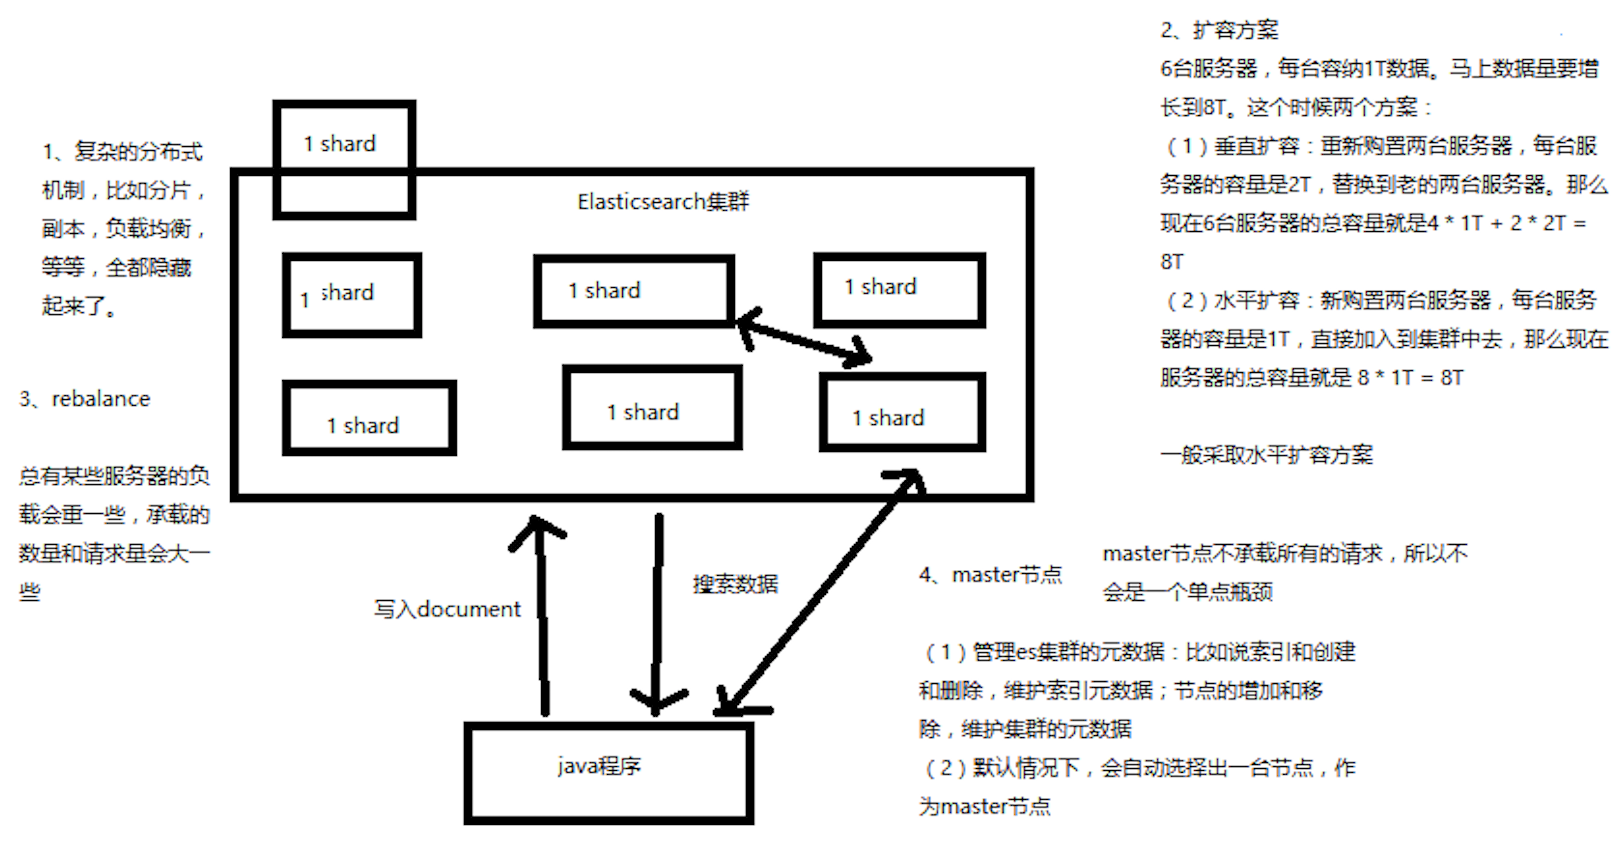 1、复杂的分布式
机制，比如分片，
副本，负载均衡，
等等，全都隐藏
起来了。
3、rebalance
总有某些服务器的负
载会重一些，承载的
数量和请求量会大一
些
1 shard
Elasticsearch集群
1 shard
1 shard
1 shard
1 shard
1 shard
1 shard
写入document
搜索数据
java程序
2、扩容方案
6台服务器，每台容纳1T数据。马上数据量要增
长到8T。这个时候两个方案：
（1）垂直扩容：重新购置两台服务器，每台服
务器的容量是2T，替换到老的两台服务器。那么
现在6台服务器的总容量就是4 * 1T + 2 * 2T =
8T
（2）水平扩容：新购置两台服务器，每台服务
器的容量是1T，直接加入到集群中去，那么现在
服务器的总容量就是 8 * 1T = 8T
一般采取水平扩容方案
4、master节点
master节点不承载所有的请求，所以不
会是一个单点瓶颈
（1）管理es集群的元数据：比如说索引和创建
和删除，维护索引元数据；节点的增加和移
除，维护集群的元数据
（2）默认情况下，会自动选择出一台节点，作
为master节点